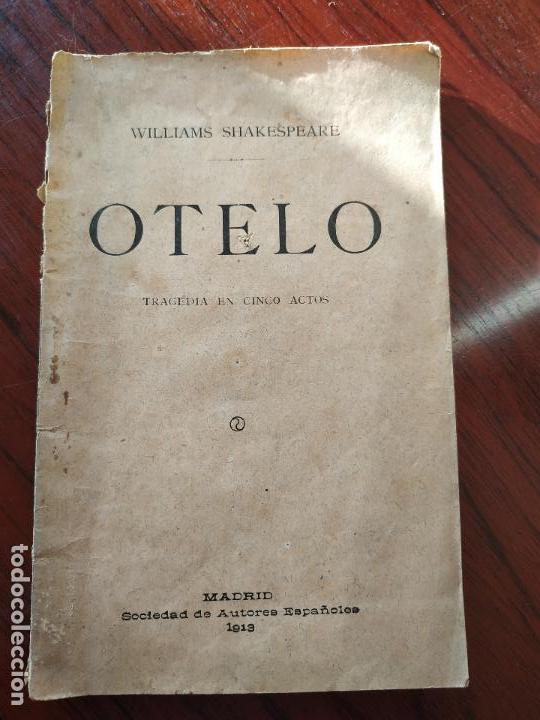 WILLIAMS SHAKESPEARE
OTELO
TRAGEDIA EN CINCO ACTOS
MADRID
Sociedad de Autores Españoles
1913
todocoleccion